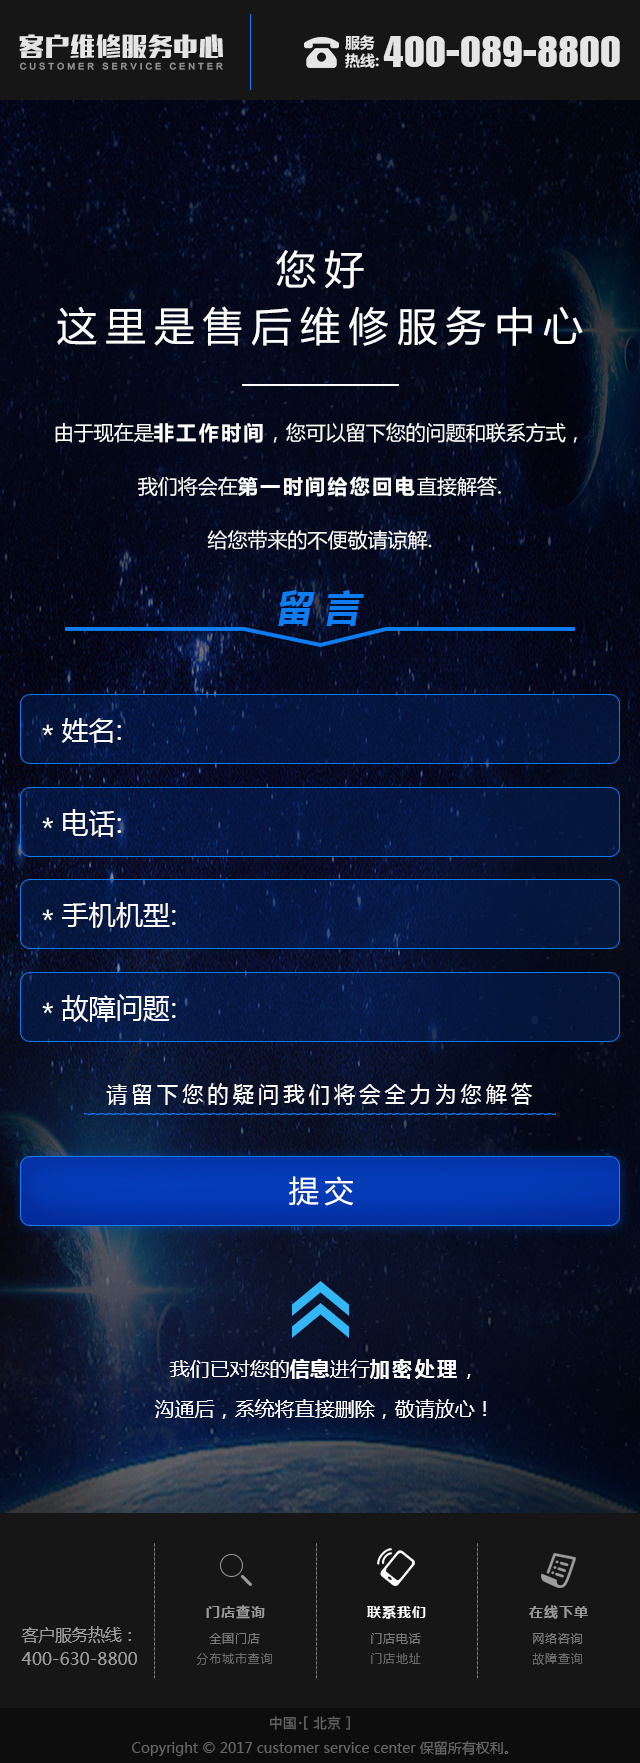 客户维修服务中心
CUSTOMER SERVICE CENTER
服务热线: 400-089-8800
您好
这里是售后维修服务中心
由于现在是非工作时间，您可以留下您的问题和联系方式，
我们将会在第一时间给您回电直接解答.
给您带来的不便敬请谅解.
留言
* 姓名:
* 电话:
* 手机机型:
* 故障问题:
请留下您的疑问我们将会全力为您解答
提交
我们已对您的信息进行加密处理，
沟通后，系统将直接删除，敬请放心！
客户服务热线：
400-630-8800
门店查询
全国门店
分布城市查询
联系我们
门店电话
门店地址
在线下单
网络咨询
故障查询
中国·[ 北京 ]
Copyright © 2017 customer service center 保留所有权利。